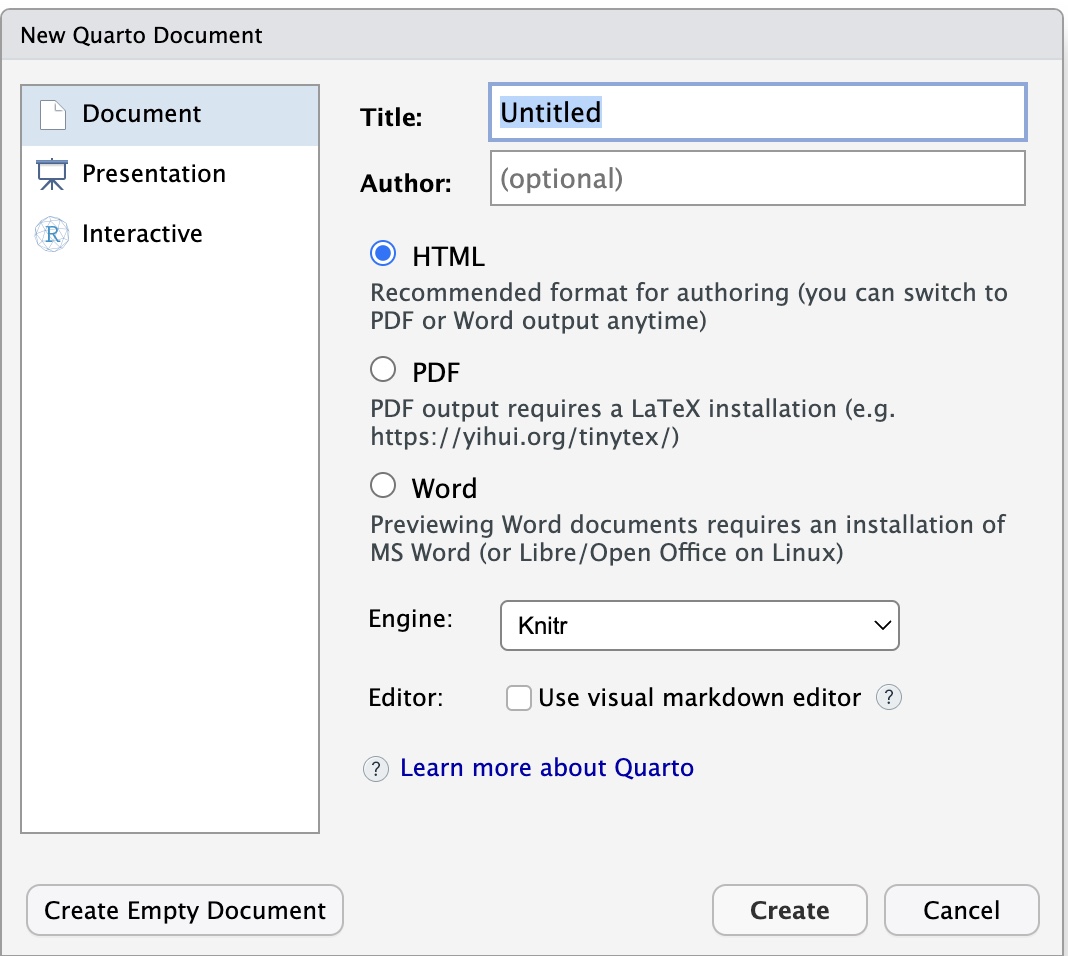 New Quarto Document
Document
Presentation
R Interactive
Title: Untitled
Author: (optional)
HTML
Recommended format for authoring (you can switch to
PDF or Word output anytime)
PDF
PDF output requires a LaTeX installation (e.g.
https://yihui.org/tinytex/)
Word
Previewing Word documents requires an installation of
MS Word (or Libre/Open Office on Linux)
Engine: Knitr
Editor: Use visual markdown editor ?
? Learn more about Quarto
Create Empty Document Create Cancel